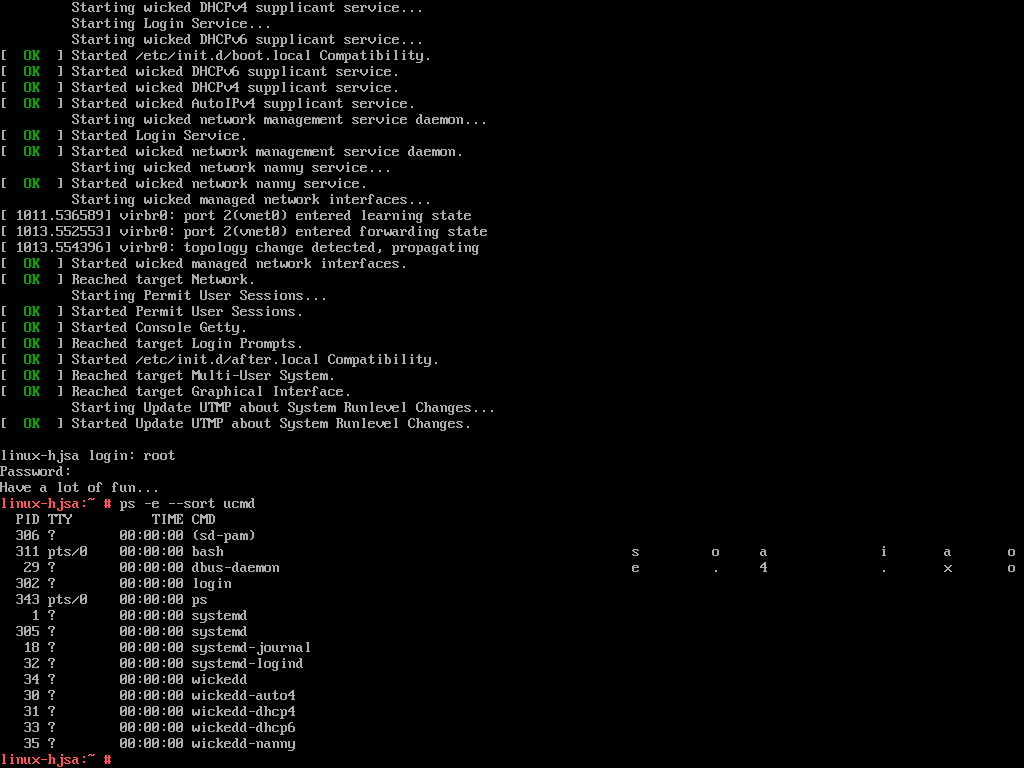 Starting wicked DHCPv4 supplicant service...
Starting Login Service...
Starting wicked DHCPv6 supplicant service...
[  OK  ] Started /etc/init.d/boot.local Compatibility.
[  OK  ] Started wicked DHCPv6 supplicant service.
[  OK  ] Started wicked DHCPv4 supplicant service.
[  OK  ] Started wicked AutoIPv4 supplicant service.
Starting wicked network management service daemon...
[  OK  ] Started Login Service.
[  OK  ] Started wicked network management service daemon.
Starting wicked network nanny service...
[  OK  ] Started wicked network nanny service.
Starting wicked managed network interfaces...
[ 1011.536589] virbr0: port 2(vnet0) entered learning state
[ 1013.552553] virbr0: port 2(vnet0) entered forwarding state
[ 1013.554396] virbr0: topology change detected, propagating
[  OK  ] Started wicked managed network interfaces.
[  OK  ] Reached target Network.
Starting Permit User Sessions...
[  OK  ] Started Permit User Sessions.
[  OK  ] Started Console Getty.
[  OK  ] Reached target Login Prompts.
[  OK  ] Started /etc/init.d/after.local Compatibility.
[  OK  ] Reached target Multi-User System.
[  OK  ] Reached target Graphical Interface.
Starting Update UTMP about System Runlevel Changes...
[  OK  ] Started Update UTMP about System Runlevel Changes.
linux-hjsa login: root
Password:
Have a lot of fun...
linux-hjsa:~ # ps -e --sort ucmd
PID TTY          TIME CMD
306 ?        00:00:00 (sd-pam)
311 pts/0    00:00:00 bash s o a i a o
29 ?        00:00:00 dbus-daemon e . 4 . x o
302 ?        00:00:00 login
343 pts/0    00:00:00 ps
1 ?        00:00:00 systemd
305 ?        00:00:00 systemd
18 ?        00:00:00 systemd-journal
32 ?        00:00:00 systemd-logind
34 ?        00:00:00 wickedd
30 ?        00:00:00 wickedd-auto4
31 ?        00:00:00 wickedd-dhcp4
33 ?        00:00:00 wickedd-dhcp6
35 ?        00:00:00 wickedd-nanny
linux-hjsa:~ #